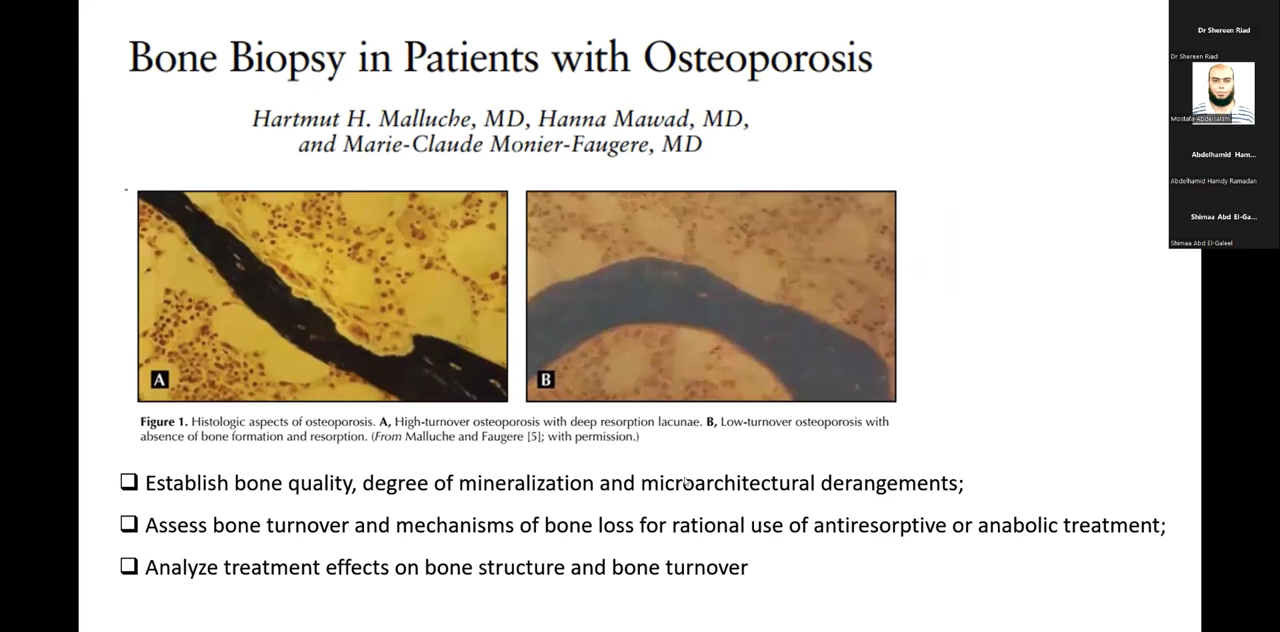 Bone Biopsy in Patients with Osteoporosis
Hartmut H. Malluche, MD, Hanna Mawad, MD,
and Marie-Claude Monier-Faugere, MD
A
B
Figure 1. Histologic aspects of osteoporosis. A, High-turnover osteoporosis with deep resorption lacunae. B, Low-turnover osteoporosis with
absence of bone formation and resorption. (From Malluche and Faugere [5]; with permission.)
Establish bone quality, degree of mineralization and microarchitectural derangements;
Assess bone turnover and mechanisms of bone loss for rational use of antiresorptive or anabolic treatment;
Analyze treatment effects on bone structure and bone turnover
Dr Shereen Riad
Dr Shereen Riad
Mostafa Abdelsalam
Abdelhamid Ham...
Abdelhamid Hamdy Ramadan
Shimaa Abd El-Ga...
Shimaa Abd El-Galeel